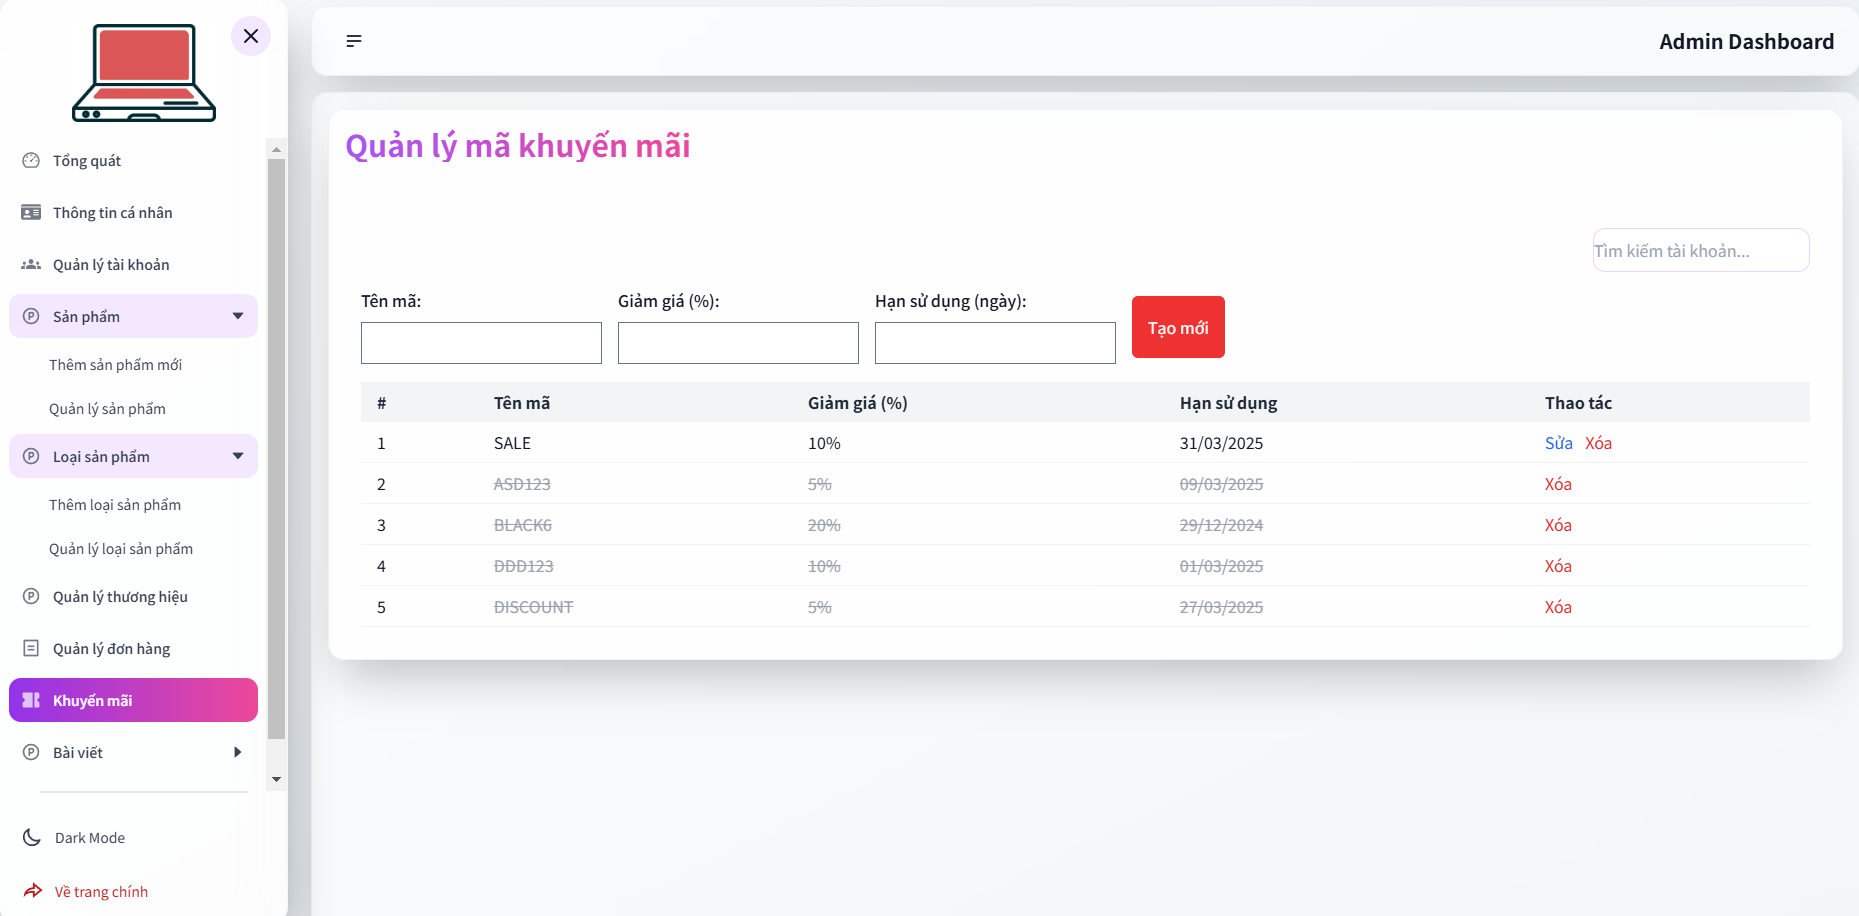 Tổng quát
Thông tin cá nhân
Quản lý tài khoản
Sản phẩm
Thêm sản phẩm mới
Quản lý sản phẩm
Loại sản phẩm
Thêm loại sản phẩm
Quản lý loại sản phẩm
Quản lý thương hiệu
Quản lý đơn hàng
Khuyến mãi
Bài viết
Dark Mode
Về trang chính
Admin Dashboard
Quản lý mã khuyến mãi
Tìm kiếm tài khoản...
Tên mã: Giảm giá (%): Hạn sử dụng (ngày):
Tạo mới
# Tên mã Giảm giá (%) Hạn sử dụng Thao tác
1 SALE 10% 31/03/2025 Sửa Xóa
2 ASD123 5% 09/03/2025 Xóa
3 BLACK6 20% 29/12/2024 Xóa
4 DDD123 10% 01/03/2025 Xóa
5 DISCOUNT 5% 27/03/2025 Xóa